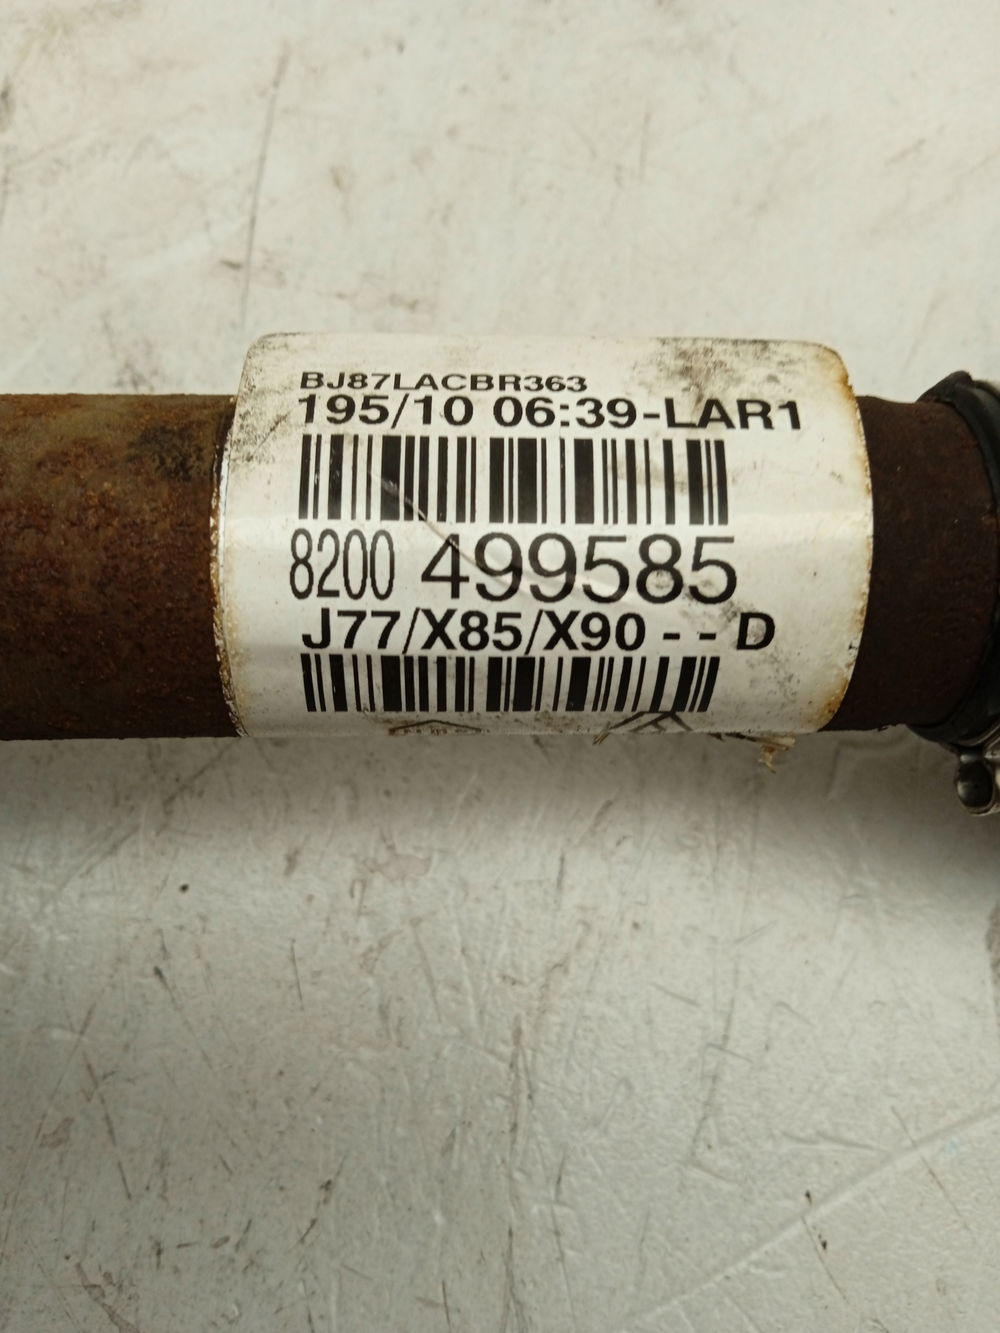 BJ87LACBR363
195/10 06:39-LAR1
8200 499585
J77/X85/X90 - - D